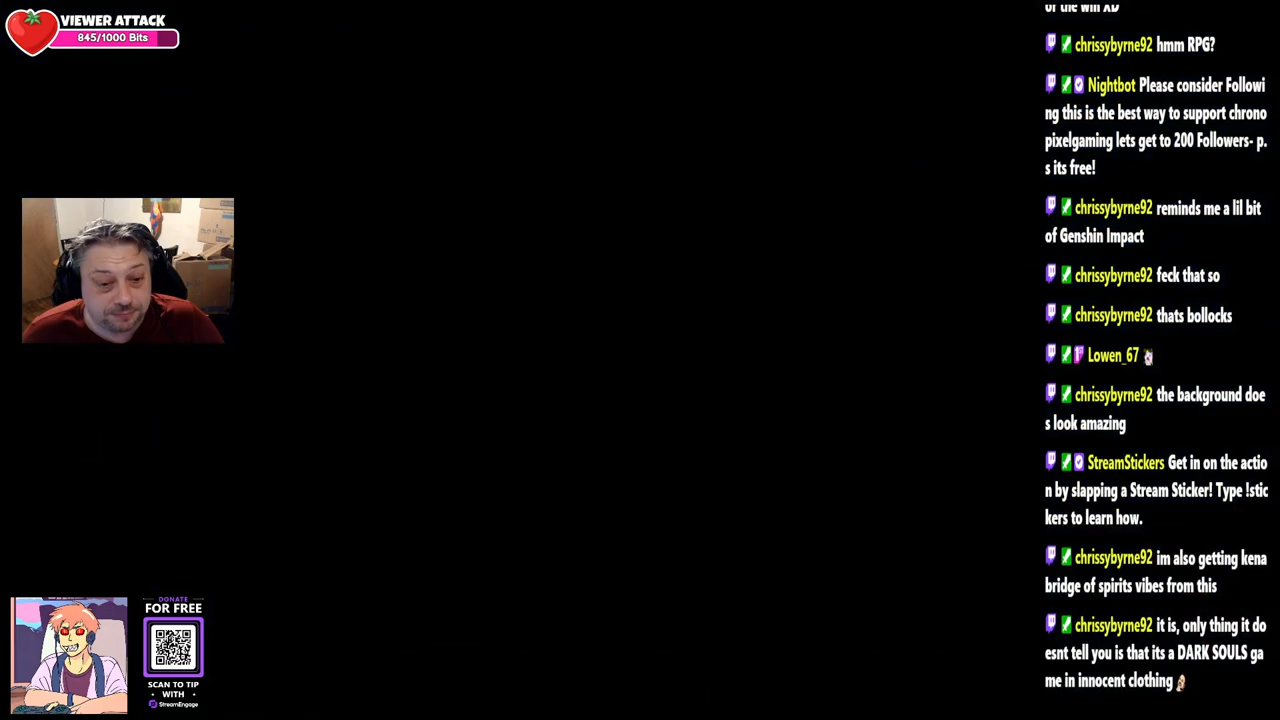 VIEWER ATTACK
845/1000 Bits
of the win XD
chrissybyrne92 hmm RPG?
Nightbot Please consider Followi
ng this is the best way to support chrono
pixelgaming lets get to 200 Followers- p.
s its free!
chrissybyrne92 reminds me a lil bit
of Genshin Impact
chrissybyrne92 feck that so
chrissybyrne92 thats bollocks
Lowen_67
chrissybyrne92 the background doe
s look amazing
StreamStickers Get in on the actio
n by slapping a Stream Sticker! Type !stic
kers to learn how.
chrissybyrne92 im also getting kena
bridge of spirits vibes from this
chrissybyrne92 it is, only thing it do
esnt tell you is that its a DARK SOULS ga
me in innocent clothing
DONATE
FOR FREE
SCAN TO TIP
• WITH •
StreamEngage